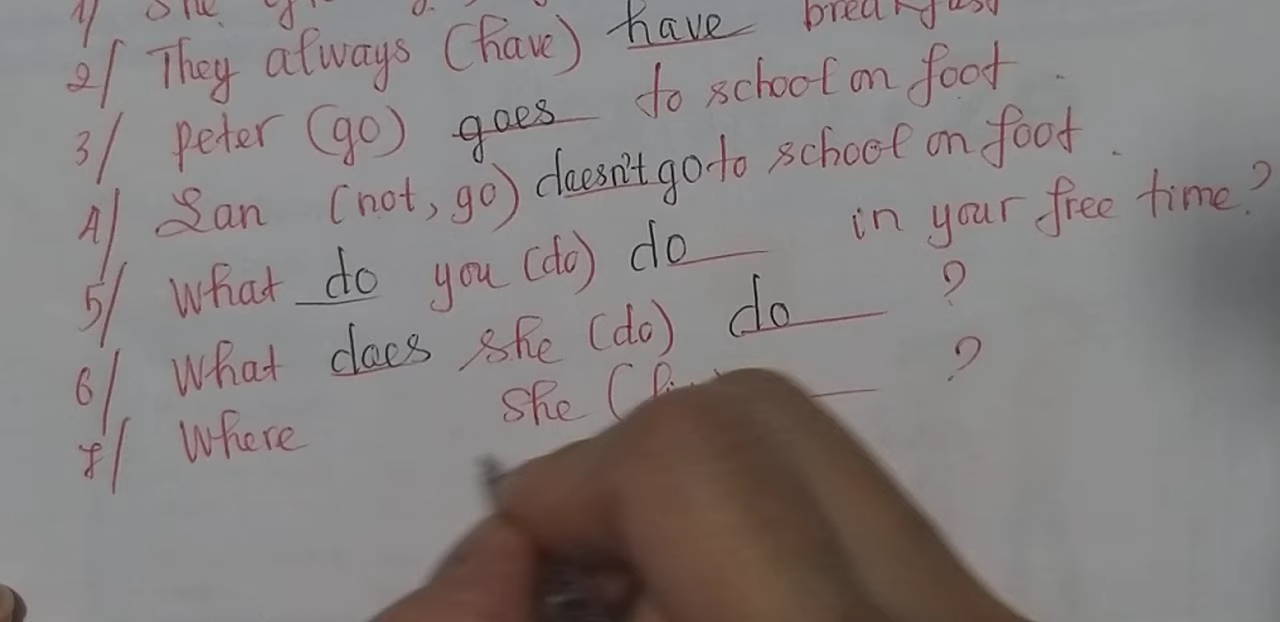 1/ She
2/ They always (have) have breakfast
3/ Peter (go) goes to school on foot.
4/ Lan (not, go) doesn't go to school on foot.
5/ What do you (do) do in your free time?
6/ What does she (do) do ?
7/ Where she ( ?